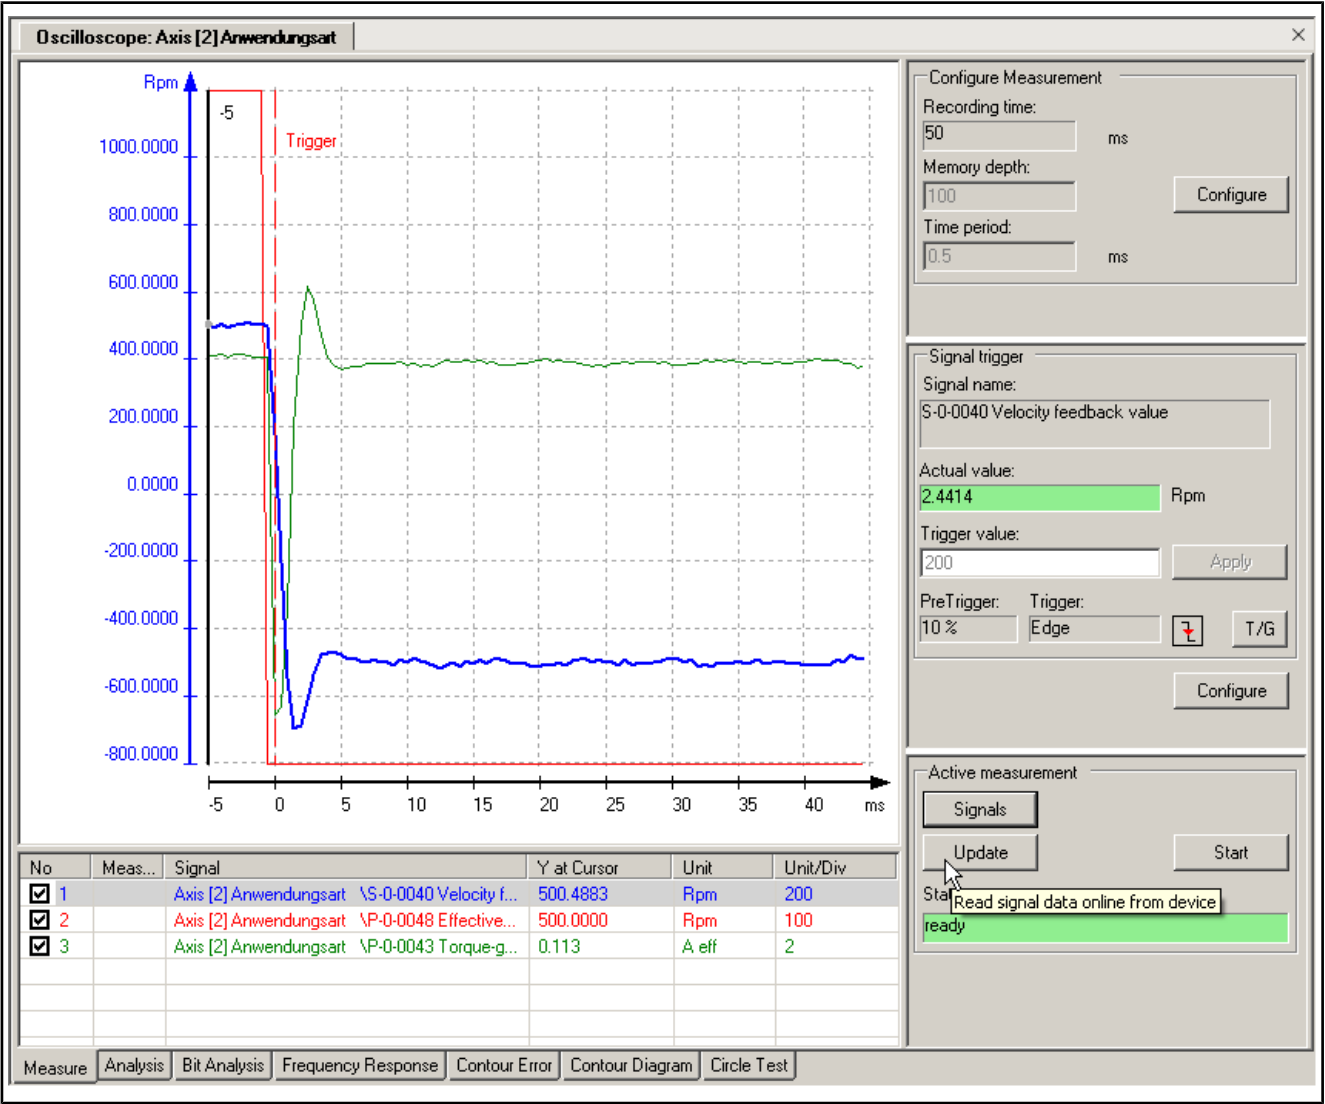 Oscilloscope: Axis [2] Anwendungsart
Rpm
-5
Trigger
1000.0000
800.0000
600.0000
400.0000
200.0000
0.0000
-200.0000
-400.0000
-600.0000
-800.0000
-5 0 5 10 15 20 25 30 35 40 ms
No Meas... Signal Y at Cursor Unit Unit/Div
1 Axis [2] Anwendungsart \S-0-0040 Velocity f... 500.4883 Rpm 200
2 Axis [2] Anwendungsart \P-0-0048 Effective... 500.0000 Rpm 100
3 Axis [2] Anwendungsart \P-0-0043 Torque-g... 0.113 A eff 2
Measure Analysis Bit Analysis Frequency Response Contour Error Contour Diagram Circle Test
Configure Measurement
Recording time:
50 ms
Memory depth:
100 Configure
Time period:
0.5 ms
Signal trigger
Signal name:
S-0-0040 Velocity feedback value
Actual value:
2.4414 Rpm
Trigger value:
200 Apply
PreTrigger: Trigger:
10 % Edge T/G
Configure
Active measurement
Signals
Update Start
Sta
Read signal data online from device
ready